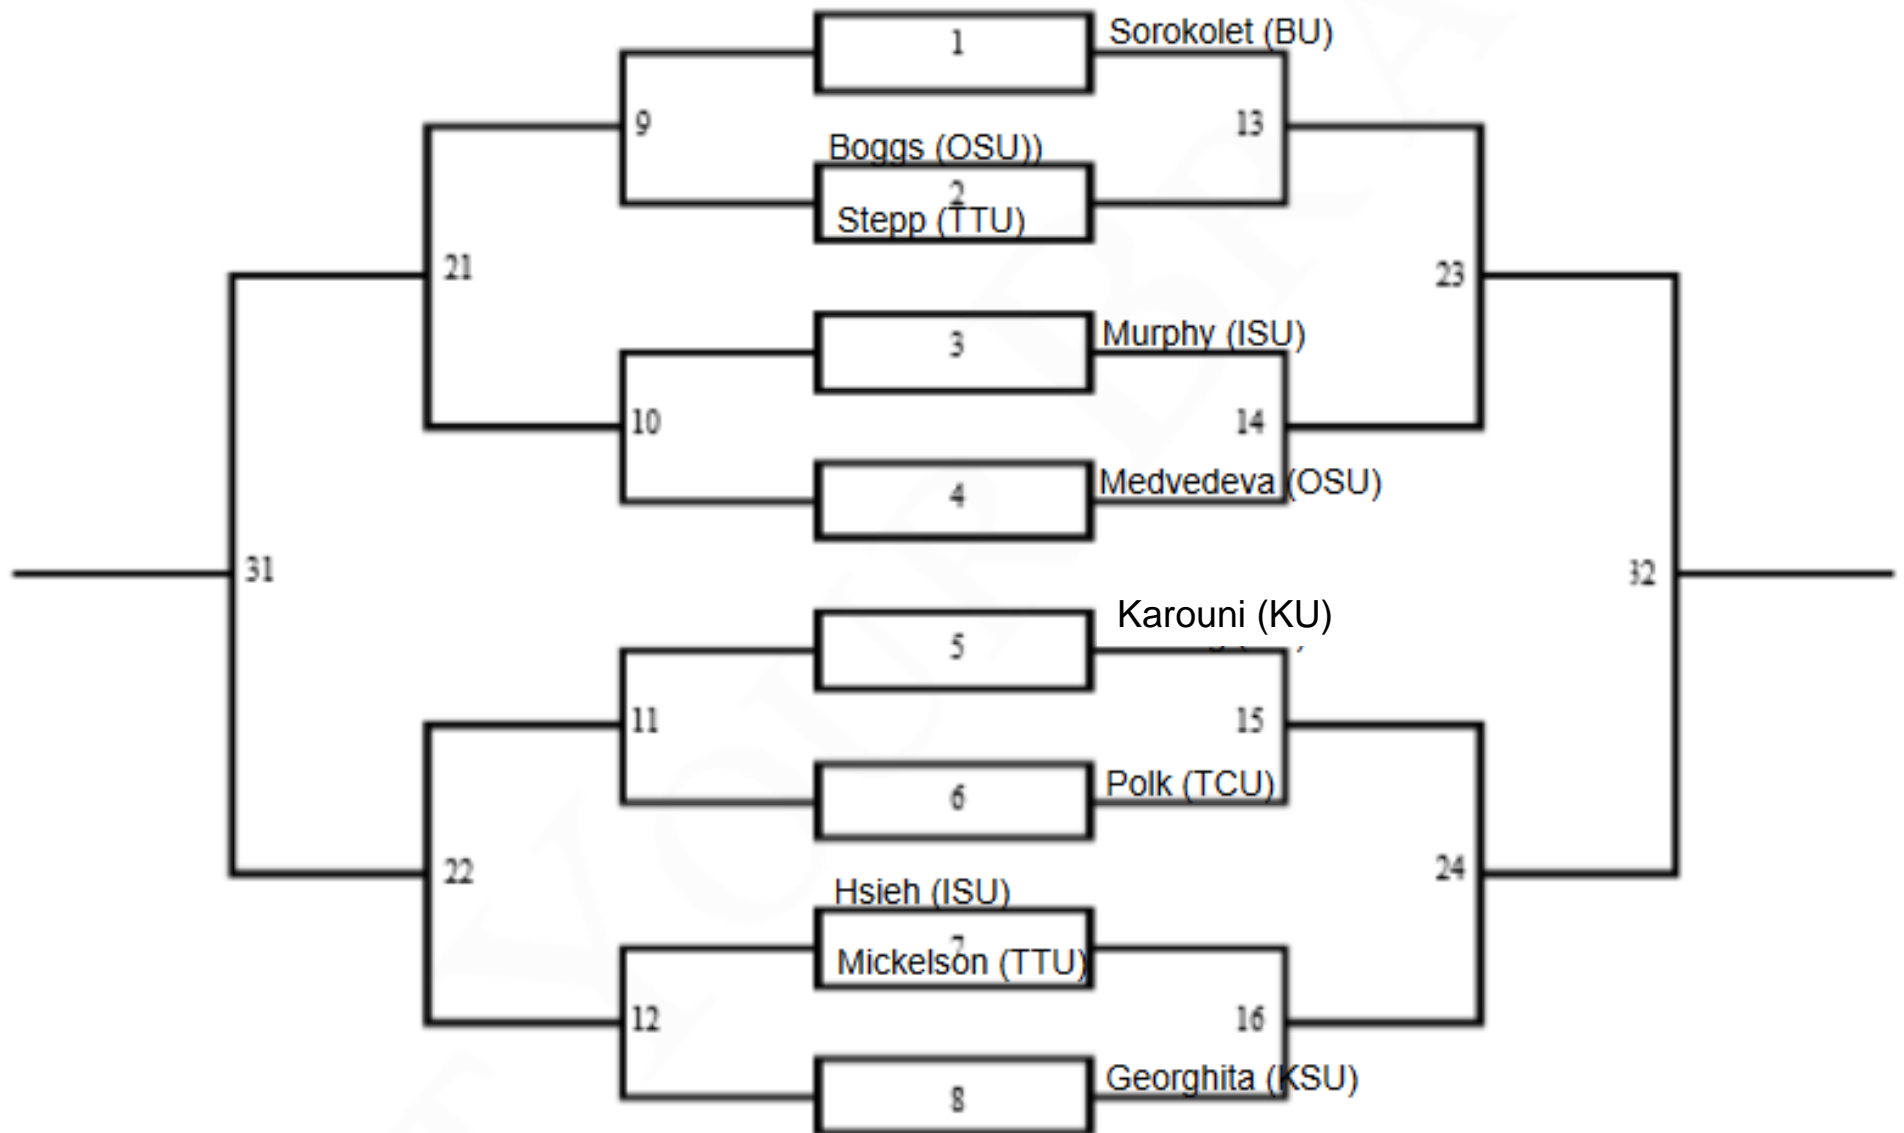 1
Sorokolet (BU)
9
13
Boggs (OSU))
2
Stepp (TTU)
21
23
3
Murphy (ISU)
10
14
4
Medvedeva (OSU)
31
32
5
Karouni (KU)
11
15
6
Polk (TCU)
22
24
Hsieh (ISU)
7
Mickelson (TTU)
12
16
8
Georghita (KSU)